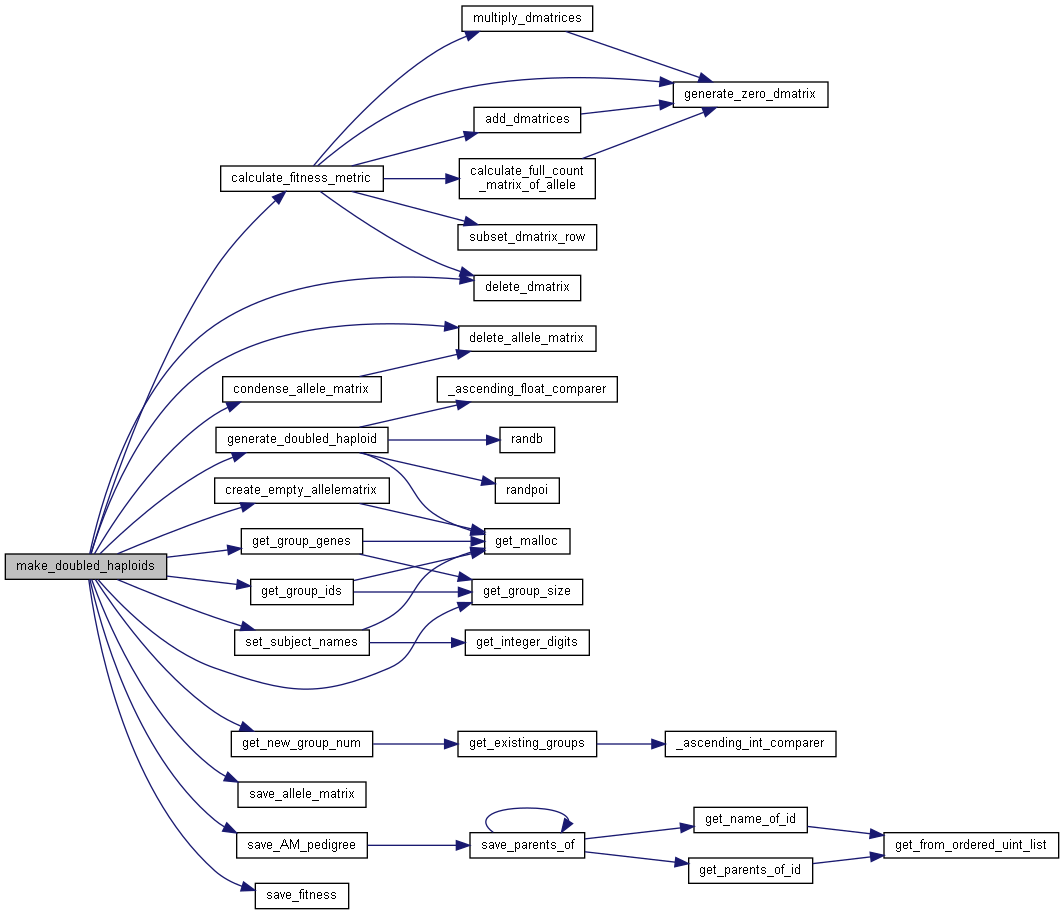 multiply_dmatrices
generate_zero_dmatrix
add_dmatrices
calculate_fitness_metric
calculate_full_count
_matrix_of_allele
subset_dmatrix_row
delete_dmatrix
delete_allele_matrix
condense_allele_matrix
_ascending_float_comparer
generate_doubled_haploid
randb
create_empty_allelematrix
randpoi
get_group_genes
get_malloc
make_doubled_haploids
get_group_ids
get_group_size
set_subject_names
get_integer_digits
get_new_group_num
get_existing_groups
_ascending_int_comparer
save_allele_matrix
get_name_of_id
save_AM_pedigree
save_parents_of
get_from_ordered_uint_list
get_parents_of_id
save_fitness